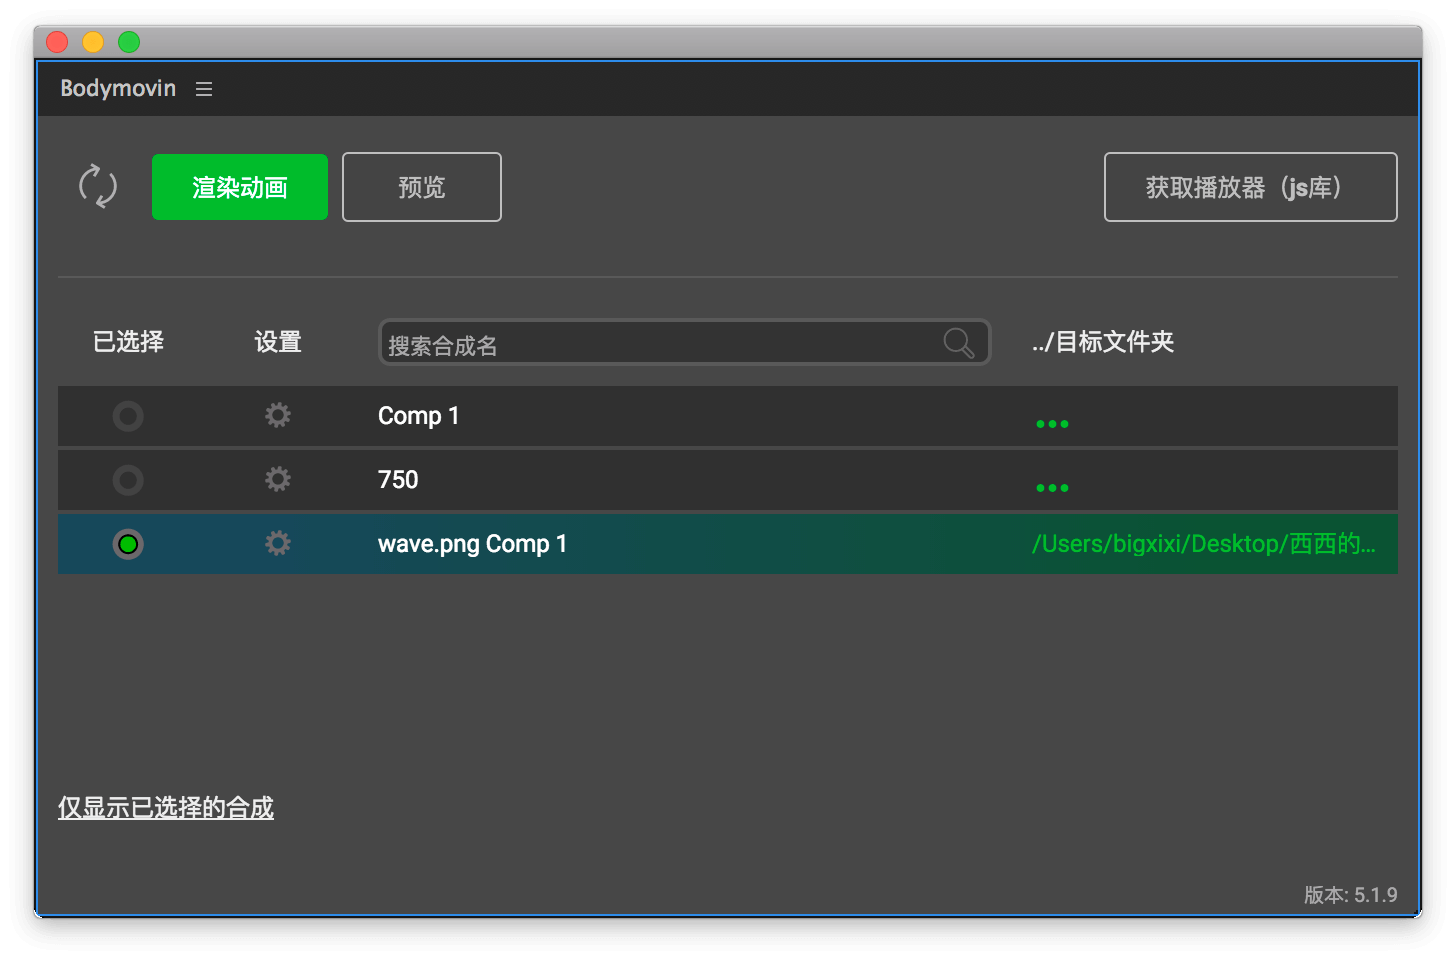 Bodymovin
渲染动画 预览 获取播放器（js库）
已选择 设置 搜索合成名 ../目标文件夹
Comp 1 ...
750 ...
wave.png Comp 1 /Users/bigxixi/Desktop/西西的...
仅显示已选择的合成
版本: 5.1.9